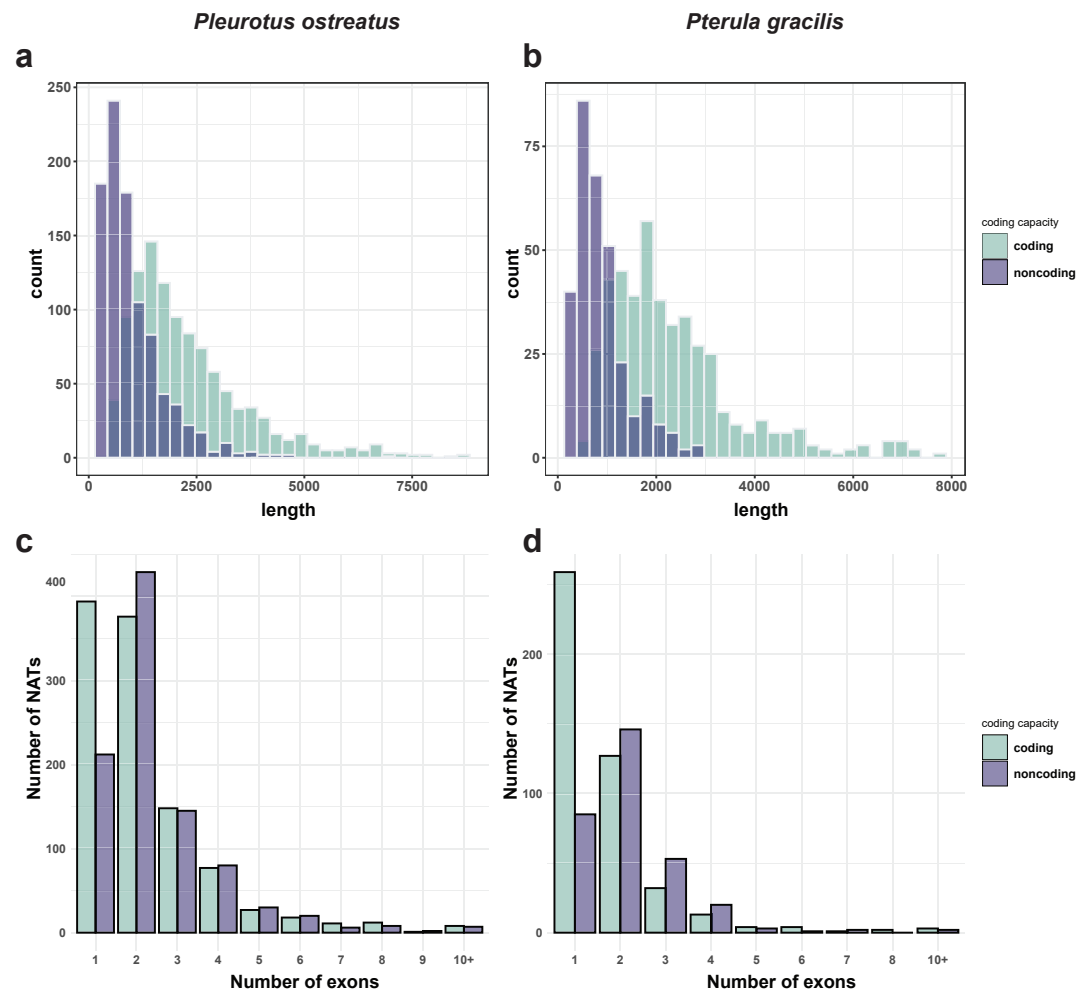 Pleurotus ostreatus
Pterula gracilis
a
b
250
200
150
100
50
0
count
0
2500
5000
7500
length
75
50
25
0
count
0
2000
4000
6000
8000
length
coding capacity
coding
noncoding
c
d
400
300
200
100
0
Number of NATs
1
2
3
4
5
6
7
8
9
10+
Number of exons
200
100
0
Number of NATs
1
2
3
4
5
6
7
8
10+
Number of exons
coding capacity
coding
noncoding